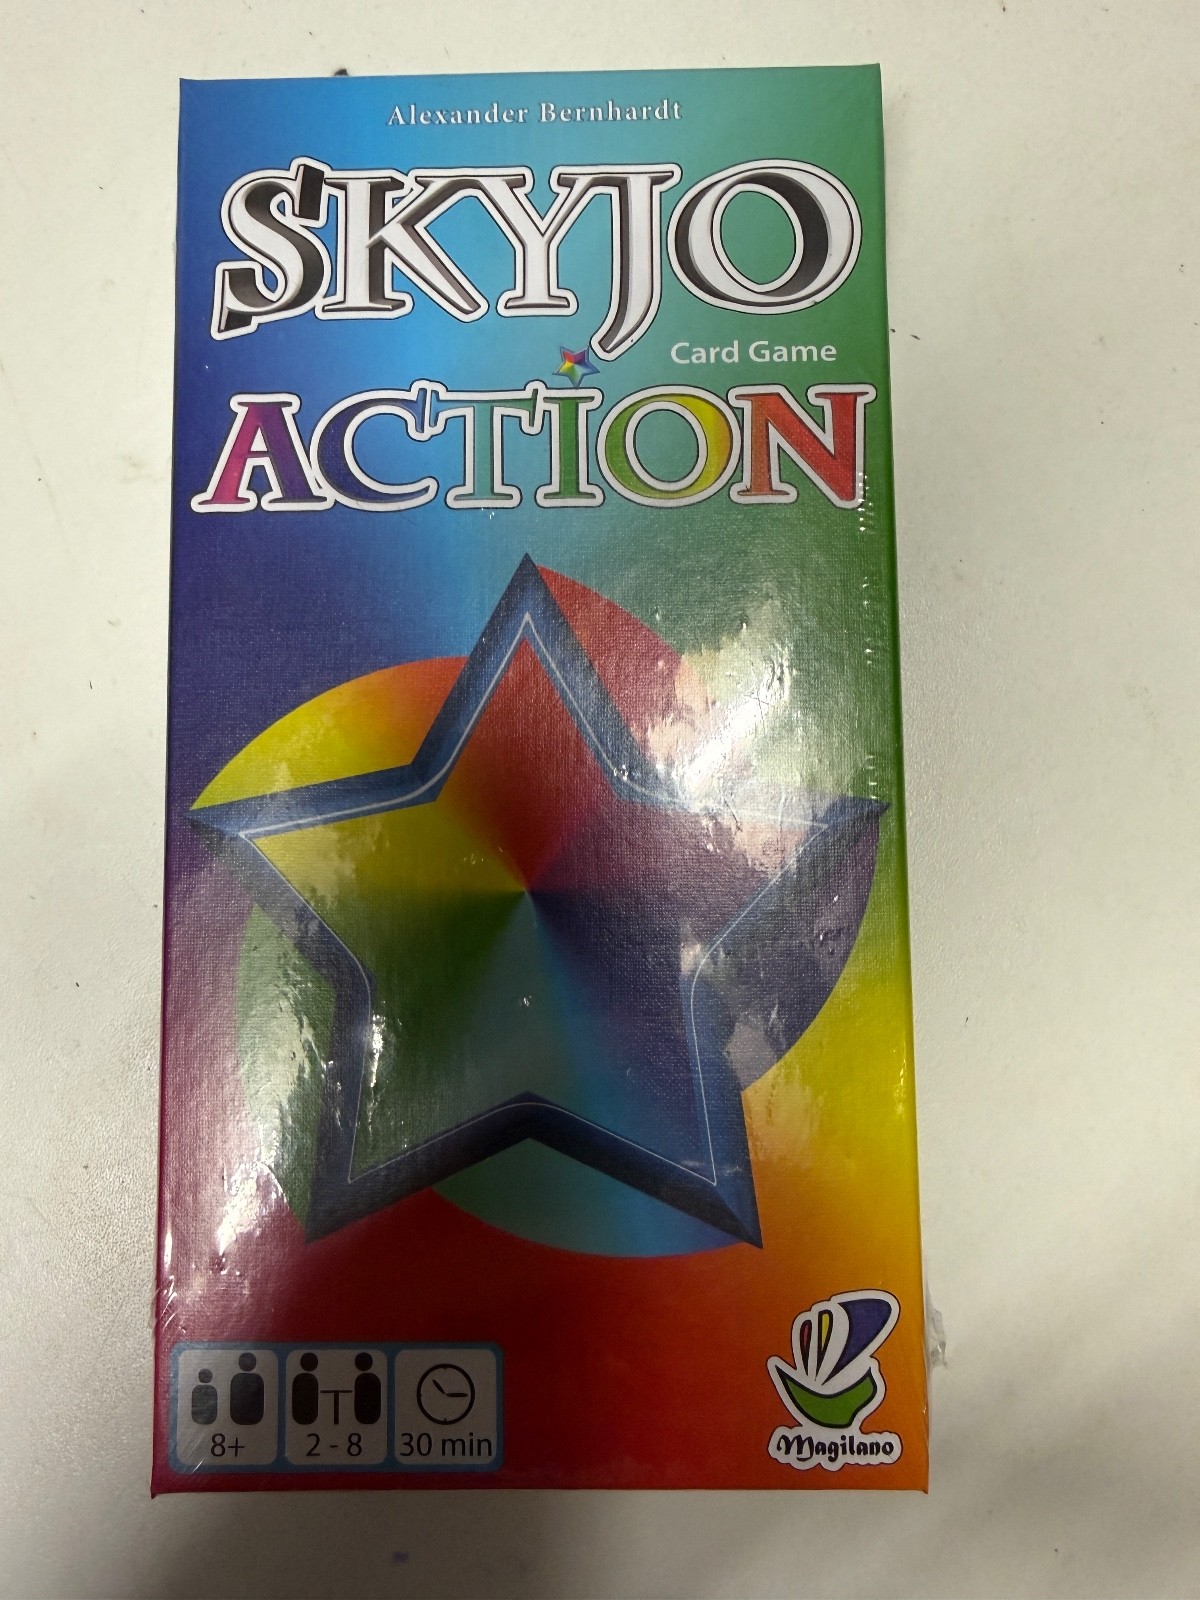 Alexander Bernhardt
SKYJO
Card Game
ACTION
8+
2 - 8
30 min
Magilano